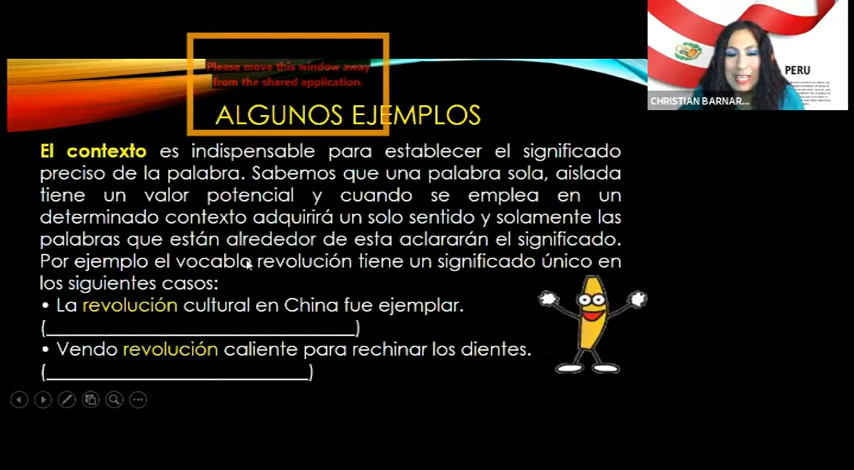 Please move this window away
from the shared application.
PERU
CHRISTIAN BARNAR...
ALGUNOS EJEMPLOS
El contexto es indispensable para establecer el significado
preciso de la palabra. Sabemos que una palabra sola, aislada
tiene un valor potencial y cuando se emplea en un
determinado contexto adquirirá un solo sentido y solamente las
palabras que están alrededor de esta aclararán el significado.
Por ejemplo el vocablo revolución tiene un significado único en
los siguientes casos:
• La revolución cultural en China fue ejemplar.
(______________________________________)
• Vendo revolución caliente para rechinar los dientes.
(________________________________)